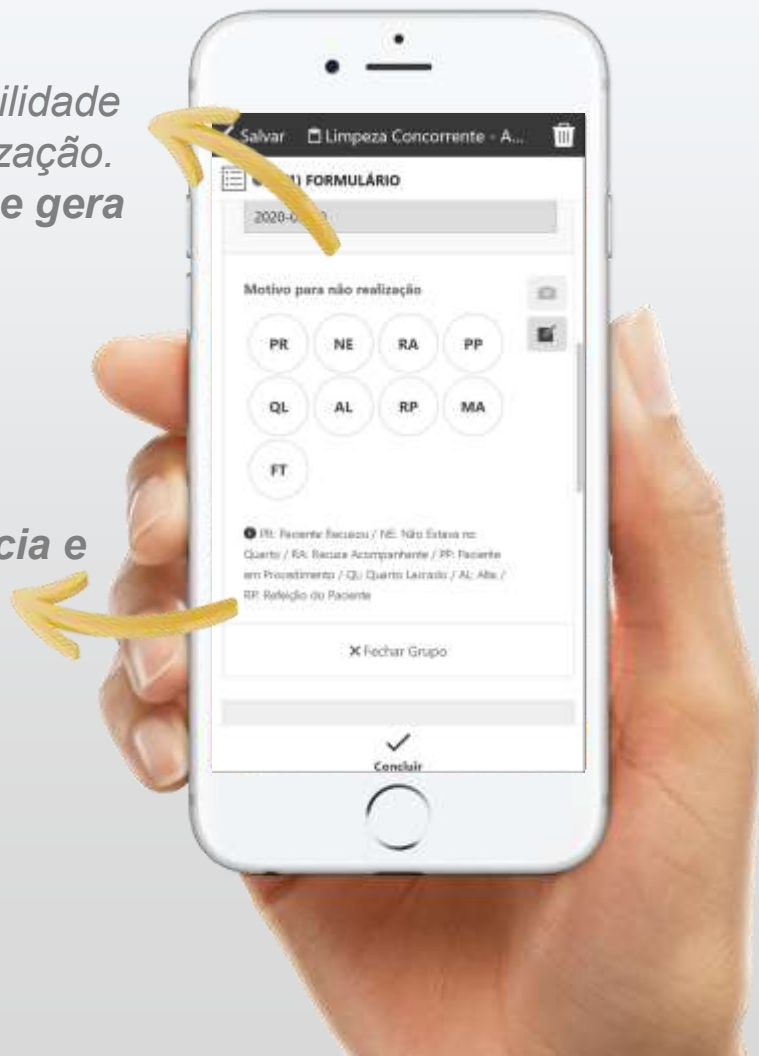 ilidade
zação.
e gera
cia e
Salvar Limpeza Concorrente - A...
FORMULÁRIO
2020-0
Motivo para não realização
PR NE RA PP
QL AL RP MA
FT
PR: Paciente Recusou / NE: Não Estava no
Quarto / RA: Recusa Acompanhante / PP: Paciente
em Procedimento / QL: Quarto Lacrado / AL: Alta /
RP: Refeição do Paciente
Fechar Grupo
Concluir